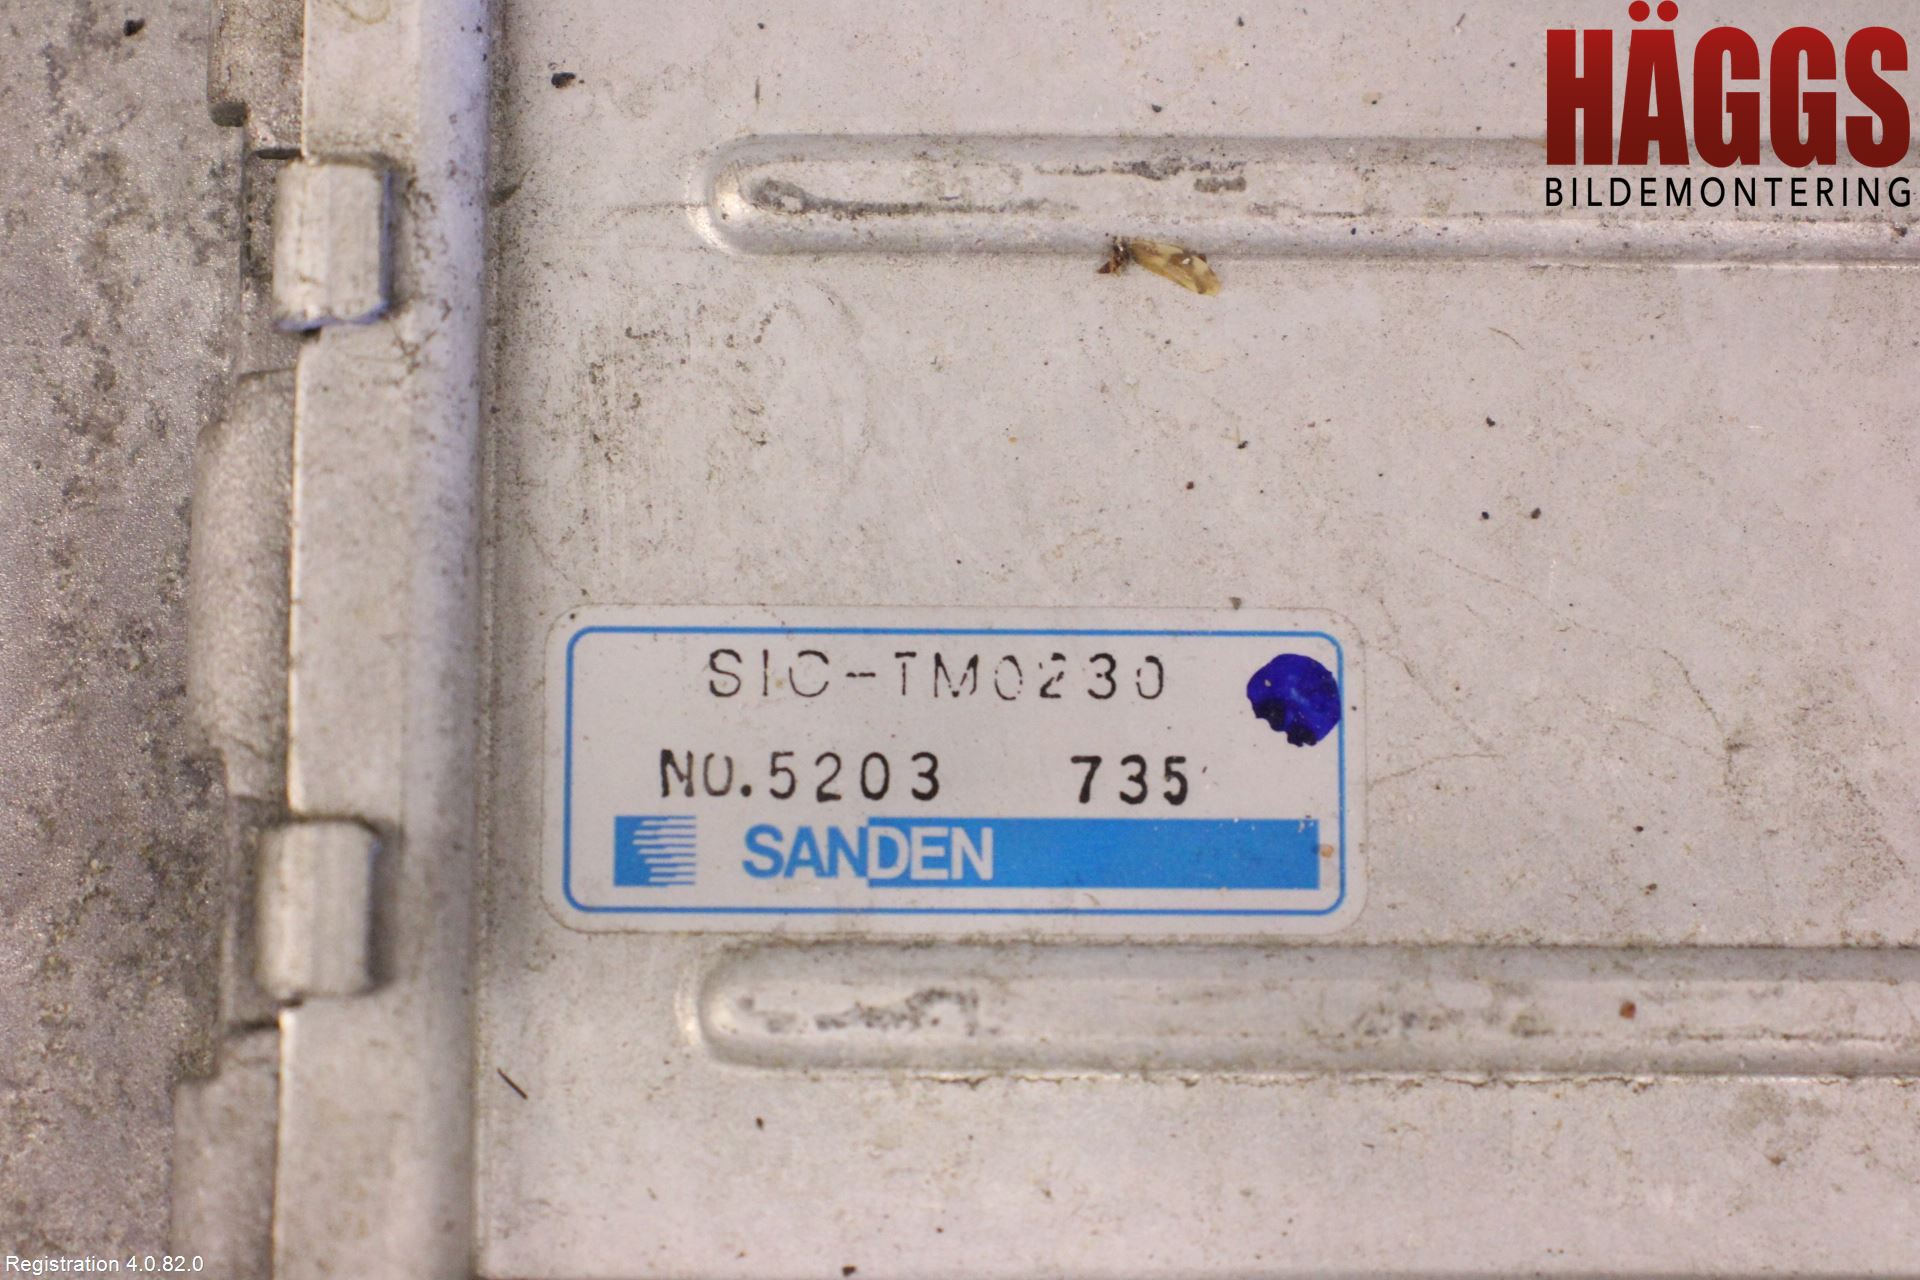 HÄGGS
BILDEMONTERING
SIC-TM0230
NO.5203 735
SANDEN
Registration 4.0.82.0